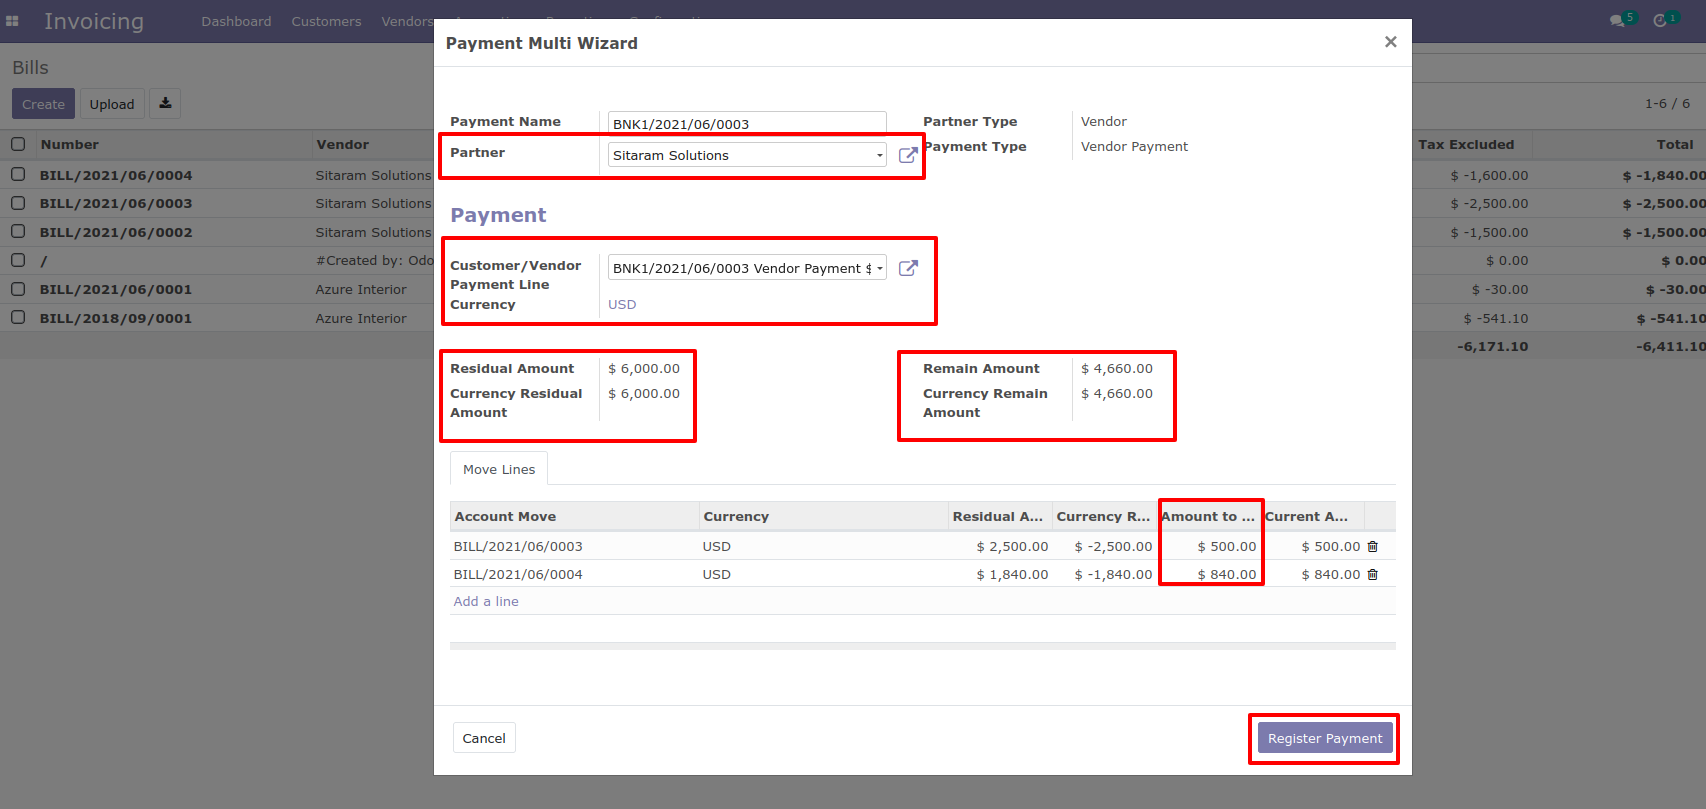 Invoicing Dashboard Customers Vendors 5 1
Bills
Create Upload
1-6 / 6
Number Vendor Tax Excluded Total
BILL/2021/06/0004 Sitaram Solutions $ -1,600.00 $ -1,840.00
BILL/2021/06/0003 Sitaram Solutions $ -2,500.00 $ -2,500.00
BILL/2021/06/0002 Sitaram Solutions $ -1,500.00 $ -1,500.00
/ #Created by: Odo $ 0.00 $ 0.00
BILL/2021/06/0001 Azure Interior $ -30.00 $ -30.00
BILL/2018/09/0001 Azure Interior $ -541.10 $ -541.10
-6,171.10 -6,411.10
Payment Multi Wizard ×
Payment Name BNK1/2021/06/0003 Partner Type Vendor
Partner Sitaram Solutions Payment Type Vendor Payment
Payment
Customer/Vendor BNK1/2021/06/0003 Vendor Payment $
Payment Line
Currency USD
Residual Amount $ 6,000.00 Remain Amount $ 4,660.00
Currency Residual $ 6,000.00 Currency Remain $ 4,660.00
Amount Amount
Move Lines
Account Move Currency Residual A... Currency R... Amount to ... Current A...
BILL/2021/06/0003 USD $ 2,500.00 $ -2,500.00 $ 500.00 $ 500.00
BILL/2021/06/0004 USD $ 1,840.00 $ -1,840.00 $ 840.00 $ 840.00
Add a line
Cancel Register Payment